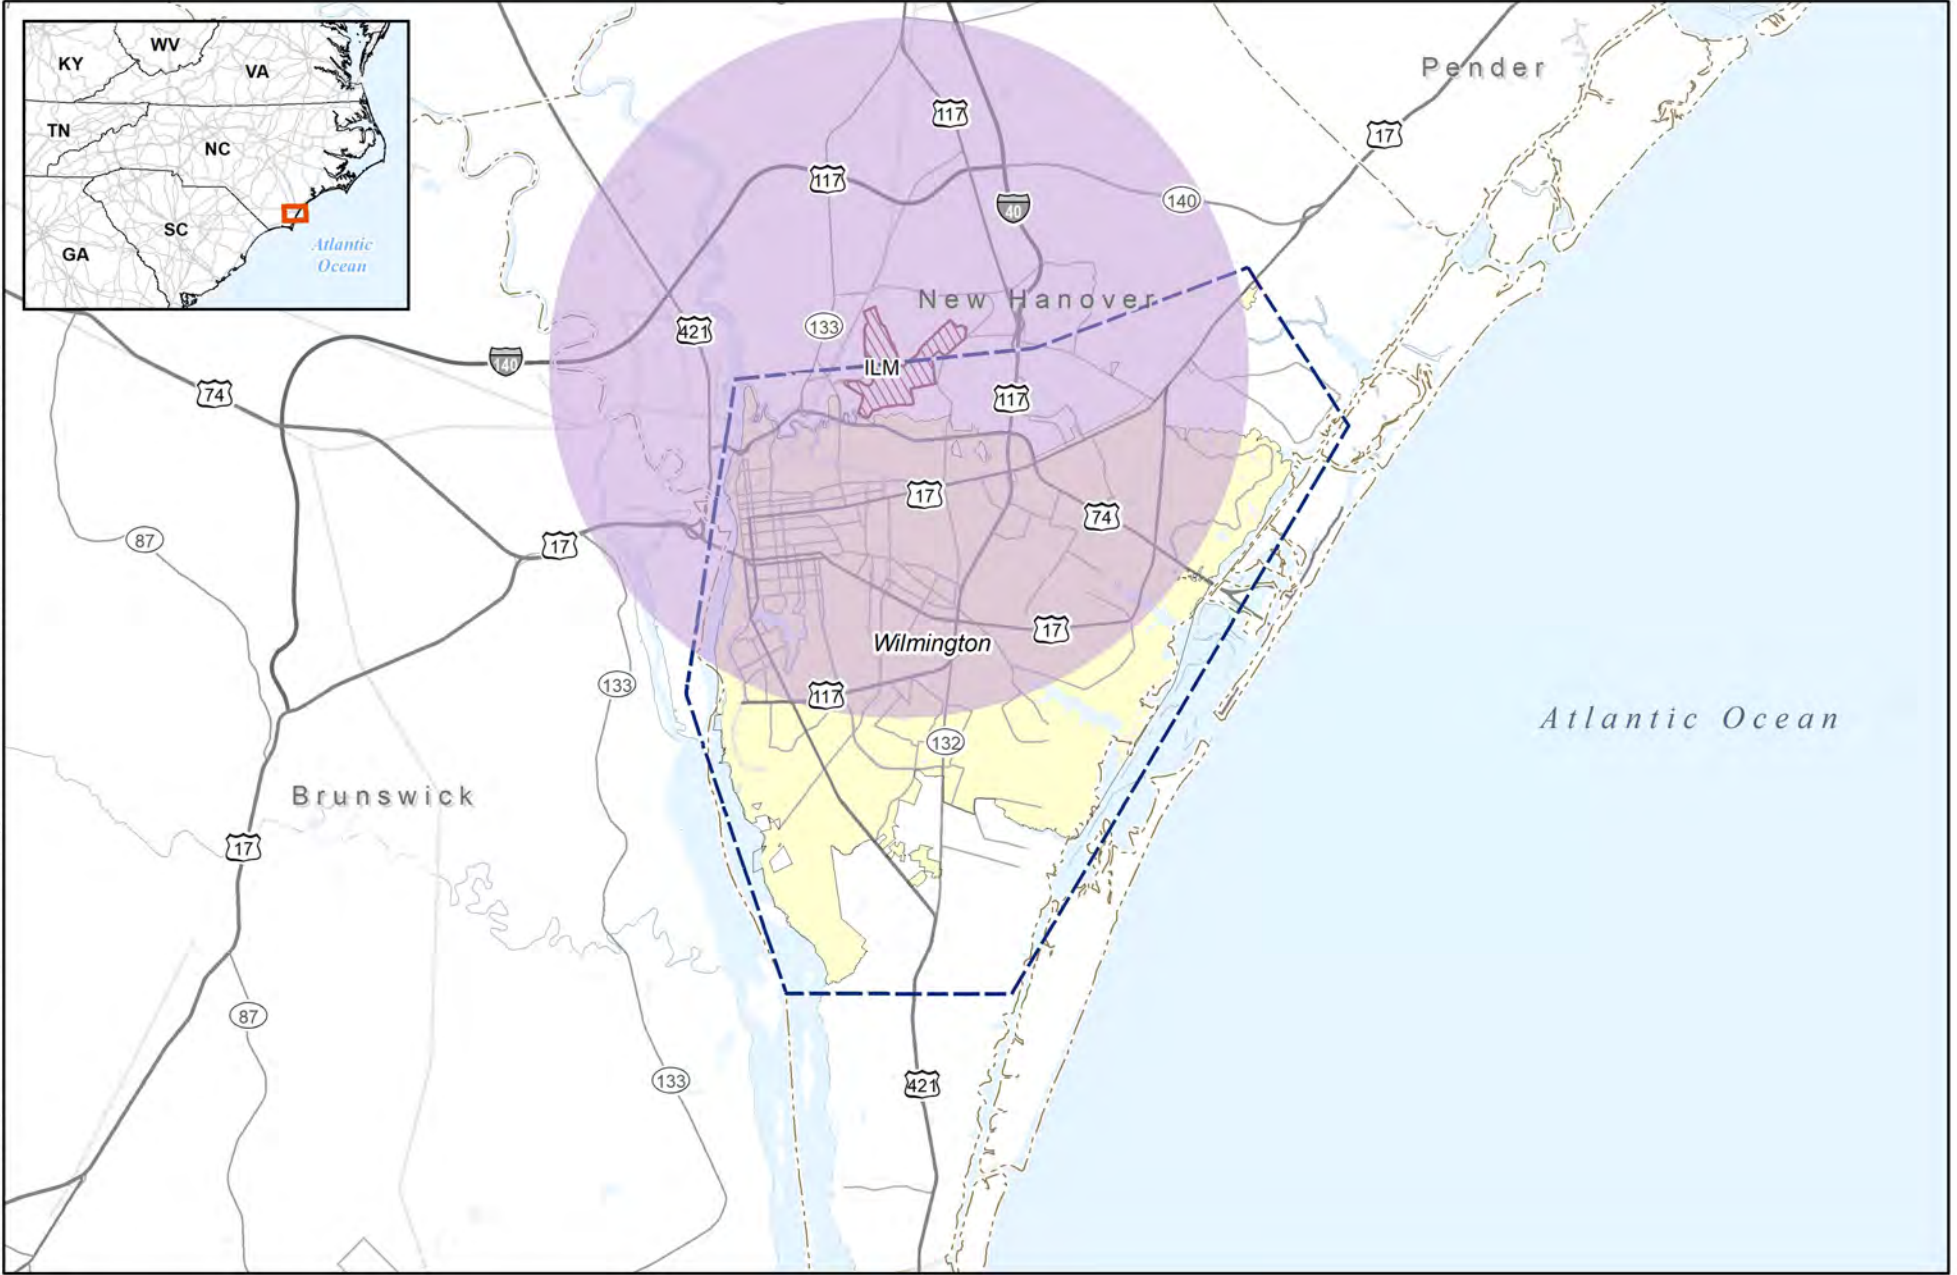 WV
KY
VA
TN
NC
SC
GA
Atlantic
Ocean
Pender
117
17
117
140
40
New Hanover
421
133
ILM
140
74
117
17
74
87
17
17
Wilmington
133
117
132
Atlantic Ocean
Brunswick
17
87
133
421